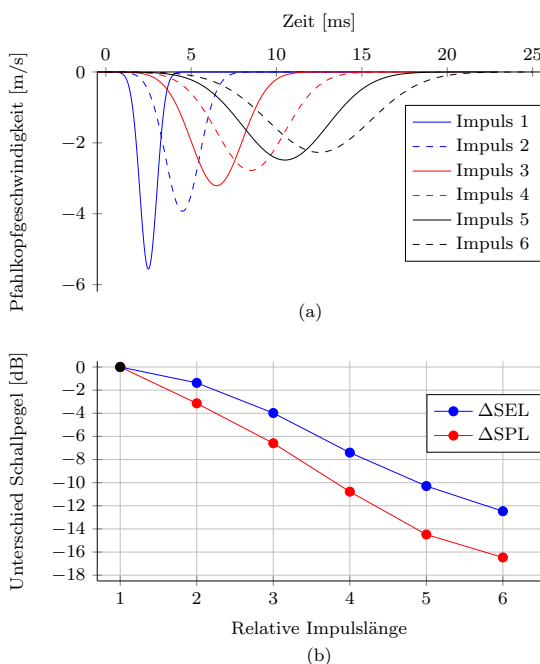 Zeit [ms]
0 5 10 15 20 25
0
−2
−4
−6
Pfahlkopfgeschwindigkeit [m/s]
Impuls 1
Impuls 2
Impuls 3
Impuls 4
Impuls 5
Impuls 6
(a)
0
−2
−4
−6
−8
−10
−12
−14
−16
−18
Unterschied Schallpegel [dB]
ΔSEL
ΔSPL
1 2 3 4 5 6
Relative Impulslänge
(b)